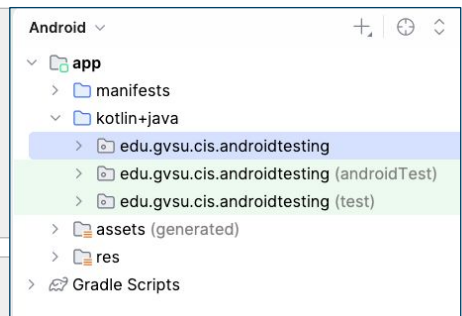 Android
app
manifests
kotlin+java
edu.gvsu.cis.androidtesting
edu.gvsu.cis.androidtesting (androidTest)
edu.gvsu.cis.androidtesting (test)
assets (generated)
res
Gradle Scripts